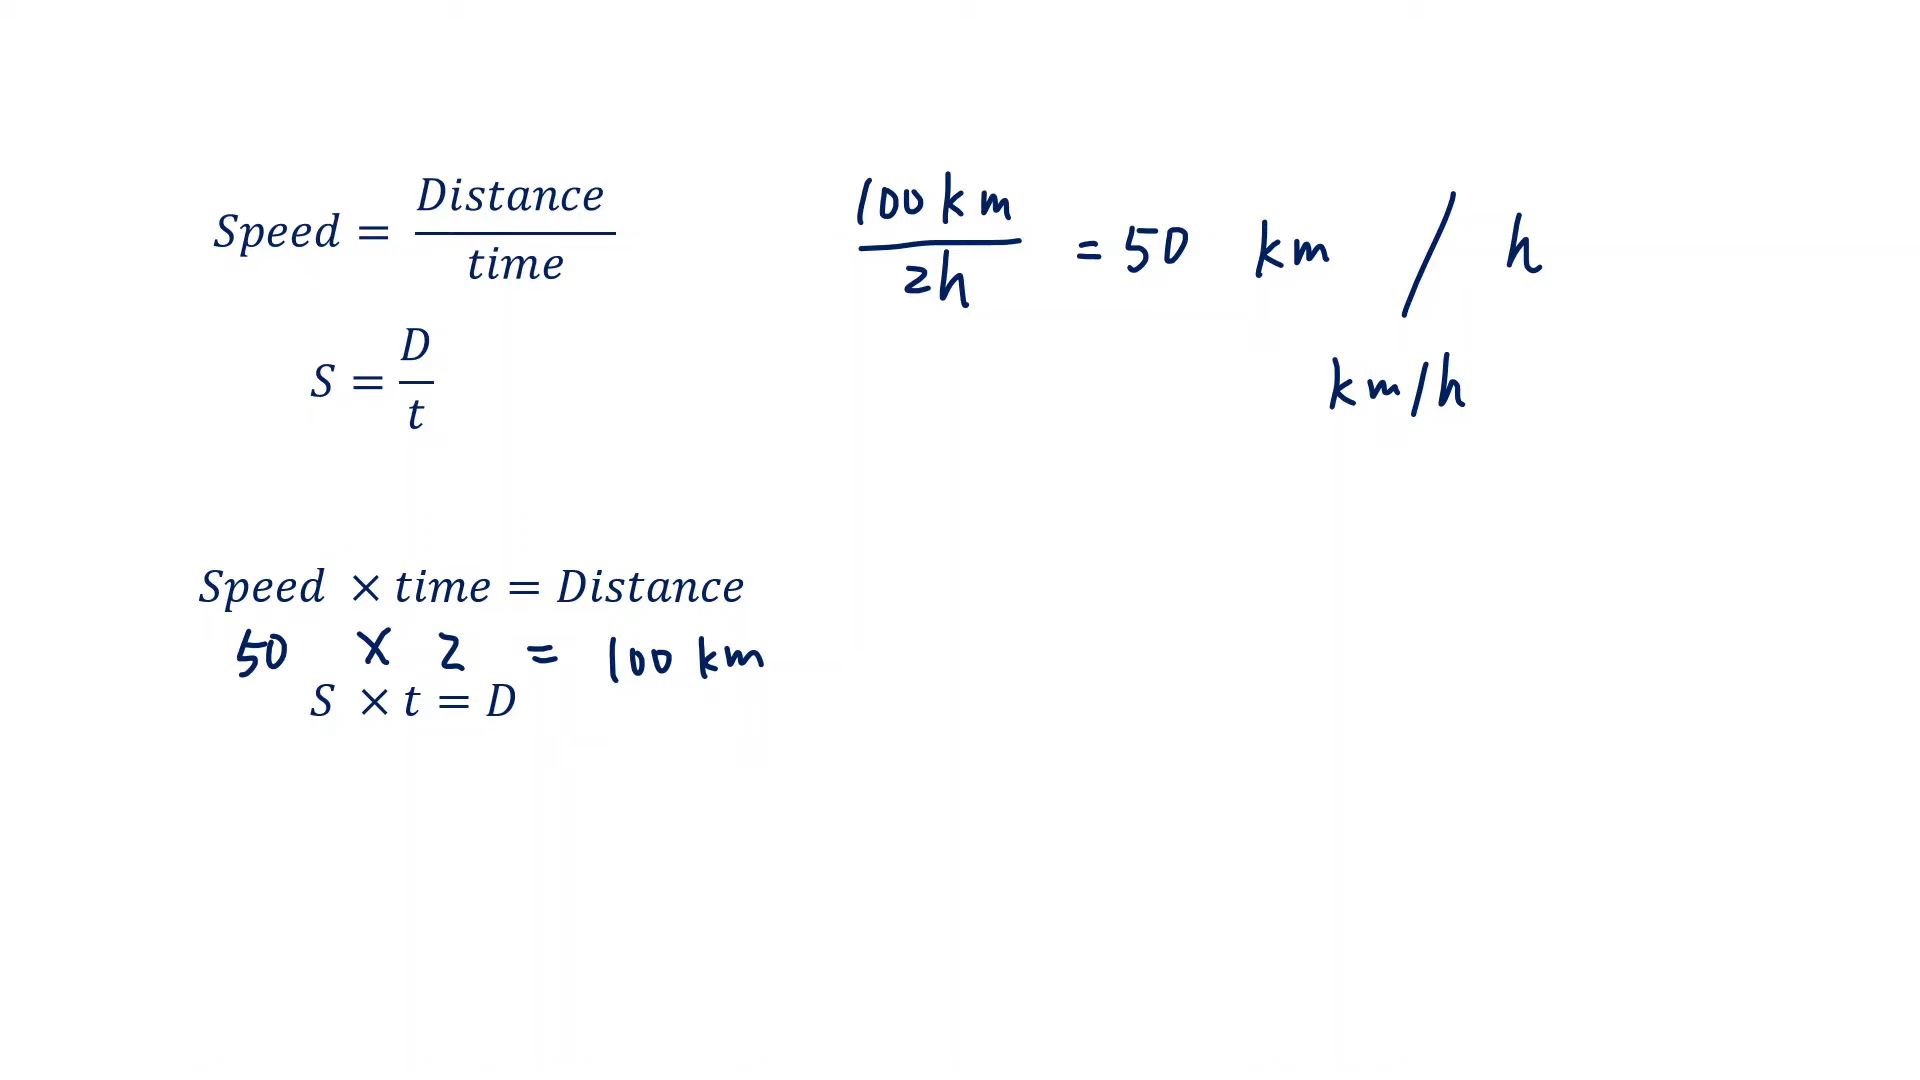 Speed = Distance / time
100 km / 2h = 50 km / h
S = D / t
km/h
Speed × time = Distance
50 × 2 = 100 km
S × t = D